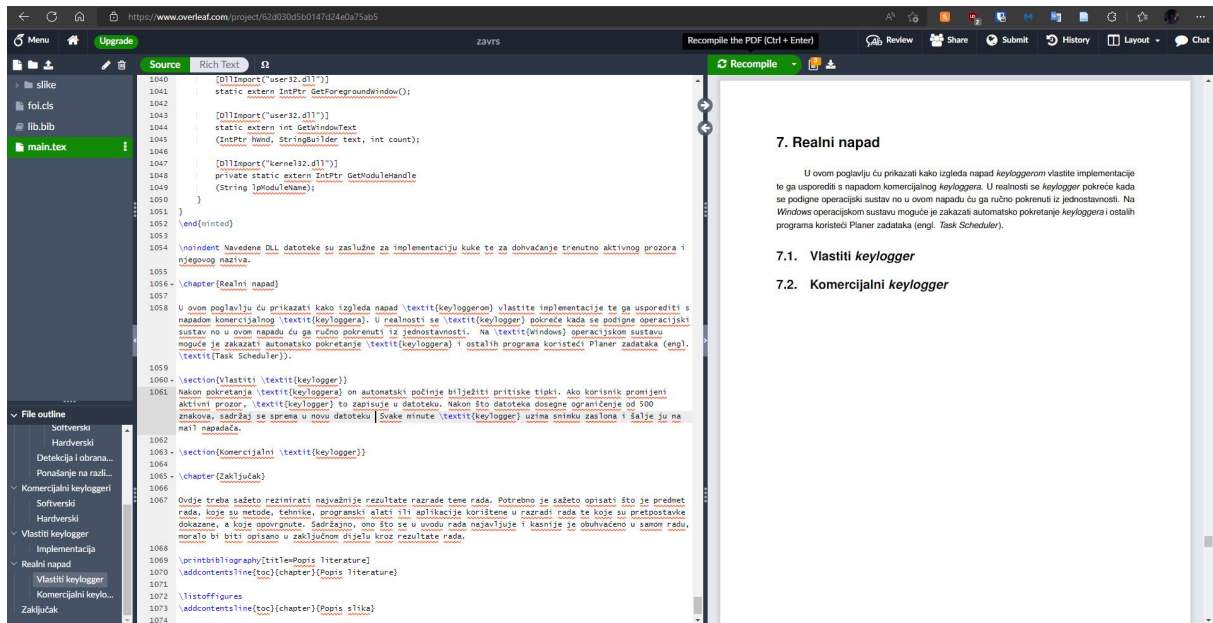 https://www.overleaf.com/project/62d030d5b0147d24e0a75ab5
Menu
Upgrade
zavrs
Recompile the PDF (Ctrl + Enter)
Review
Share
Submit
History
Layout
Chat
Source
Rich Text
Ω
Recompile
slike
foi.cls
lib.bib
main.tex
File outline
Softverski
Hardverski
Detekcija i obrana...
Ponašanje na razli...
Komercijalni keyloggeri
Softverski
Hardverski
Vlastiti keylogger
Implementacija
Realni napad
Vlastiti keylogger
Komercijalni keylo...
Zaključak
1040 [DllImport("user32.dll")]
1041 static extern IntPtr GetForegroundWindow();
1042
1043 [DllImport("user32.dll")]
1044 static extern int GetWindowText
1045 (IntPtr hWnd, StringBuilder text, int count);
1046
1047 [DllImport("kernel32.dll")]
1048 private static extern IntPtr GetModuleHandle
1049 (String lpModuleName);
1050 }
1051 }
1052 \end{minted}
1053
1054 \noindent Navedene DLL datoteke su zaslužne za implementaciju kuke te za dohvaćanje trenutno aktivnog prozora i
njegovog naziva.
1055
1056 \chapter{Realni napad}
1057
1058 U ovom poglavlju ću prikazati kako izgleda napad \textit{keyloggerom} vlastite implementacije te ga usporediti s
napadom komercijalnog \textit{keyloggera}. U realnosti se \textit{keylogger} pokreće kada se podigne operacijski
sustav no u ovom napadu ću ga ručno pokrenuti iz jednostavnosti. Na \textit{Windows} operacijskom sustavu
moguće je zakazati automatsko pokretanje \textit{keyloggera} i ostalih programa koristeći Planer zadataka (engl.
\textit{Task Scheduler}).
1059
1060 \section{Vlastiti \textit{keylogger}}
1061 Nakon pokretanja \textit{keyloggera} on automatski počinje bilježiti pritiske tipki. Ako korisnik promijeni
aktivni prozor, \textit{keylogger} to zapisuje u datoteku. Nakon što datoteka dosegne ograničenje od 500
znakova, sadržaj se sprema u novu datoteku Svake minute \textit{keylogger} uzima snimku zaslona i šalje ju na
mail napadača.
1062
1063 \section{Komercijalni \textit{keylogger}}
1064
1065 \chapter{Zaključak}
1066
1067 Ovdje treba sažeto rezimirati najvažnije rezultate razrade teme rada. Potrebno je sažeto opisati što je predmet
rada, koje su metode, tehnike, programski alati ili aplikacije korištene u razradi rada te koje su pretpostavke
dokazane, a koje opovrgnute. Sadržajno, ono što se u uvodu rada najavljuje i kasnije je obuhvaćeno u samom radu,
moralo bi biti opisano u zaključnom dijelu kroz rezultate rada.
1068
1069 \printbibliography[title=Popis literature]
1070 \addcontentsline{toc}{chapter}{Popis literature}
1071
1072 \listoffigures
1073 \addcontentsline{toc}{chapter}{Popis slika}
1074
7. Realni napad
U ovom poglavlju ću prikazati kako izgleda napad keyloggerom vlastite implementacije
te ga usporediti s napadom komercijalnog keyloggera. U realnosti se keylogger pokreće kada
se podigne operacijski sustav no u ovom napadu ću ga ručno pokrenuti iz jednostavnosti. Na
Windows operacijskom sustavu moguće je zakazati automatsko pokretanje keyloggera i ostalih
programa koristeći Planer zadataka (engl. Task Scheduler).
7.1. Vlastiti keylogger
7.2. Komercijalni keylogger